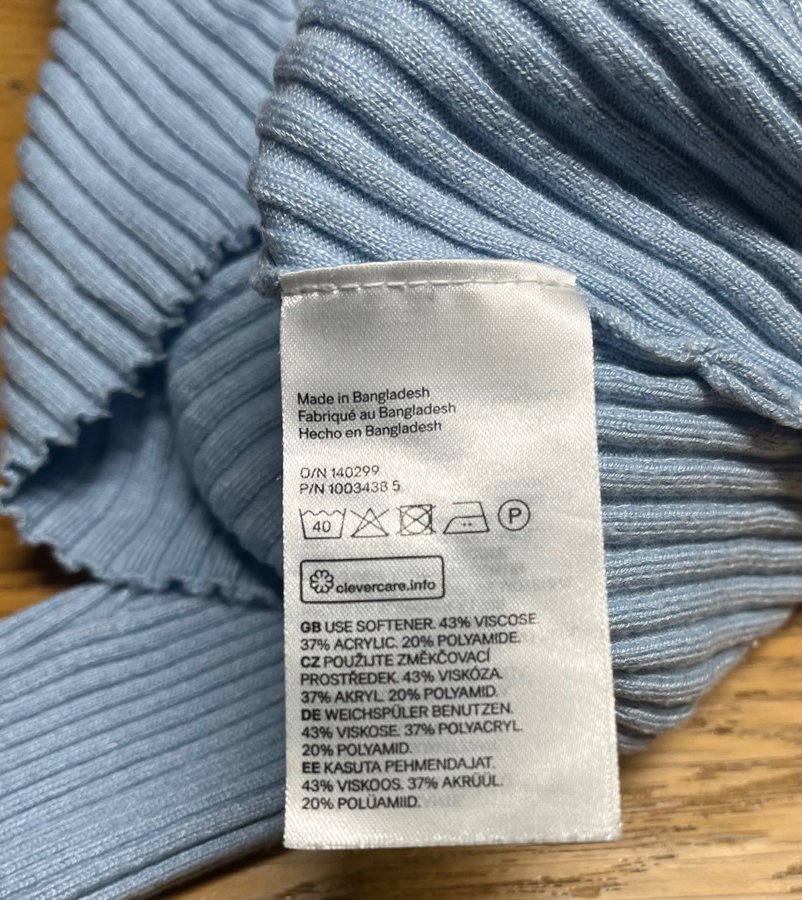 Made in Bangladesh
Fabriqué au Bangladesh
Hecho en Bangladesh
O/N 140299
P/N 1003438 5
40 P
clevercare.info
GB USE SOFTENER. 43% VISCOSE
37% ACRYLIC. 20% POLYAMIDE.
CZ POUŽIJTE ZMĚKČOVACÍ
PROSTŘEDEK. 43% VISKÓZA.
37% AKRYL. 20% POLYAMID.
DE WEICHSPÜLER BENUTZEN.
43% VISKOSE. 37% POLYACRYL.
20% POLYAMID.
EE KASUTA PEHMENDAJAT.
43% VISKOOS. 37% AKRÜÜL.
20% POLÜAMIID.